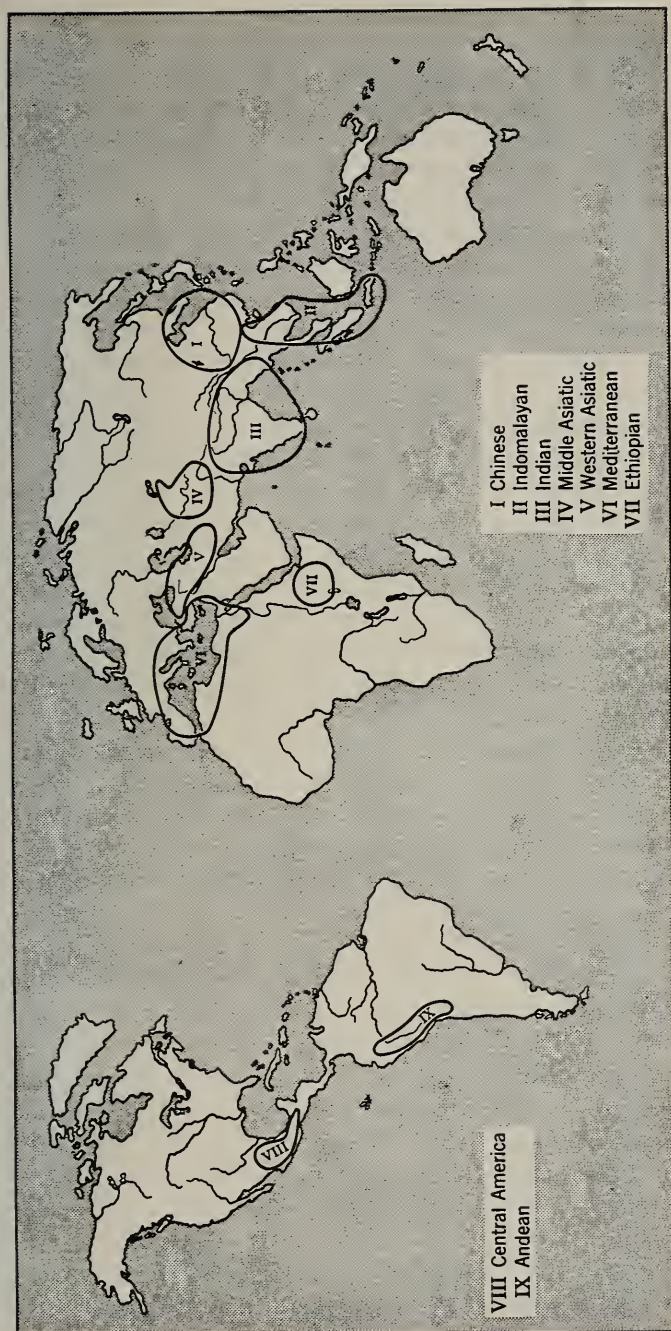 I
II
III
IV
V
VI
VII
VIII
IX
I Chinese
II Indomalayan
III Indian
IV Middle Asiatic
V Western Asiatic
VI Mediterranean
VII Ethiopian
VIII Central America
IX Andean